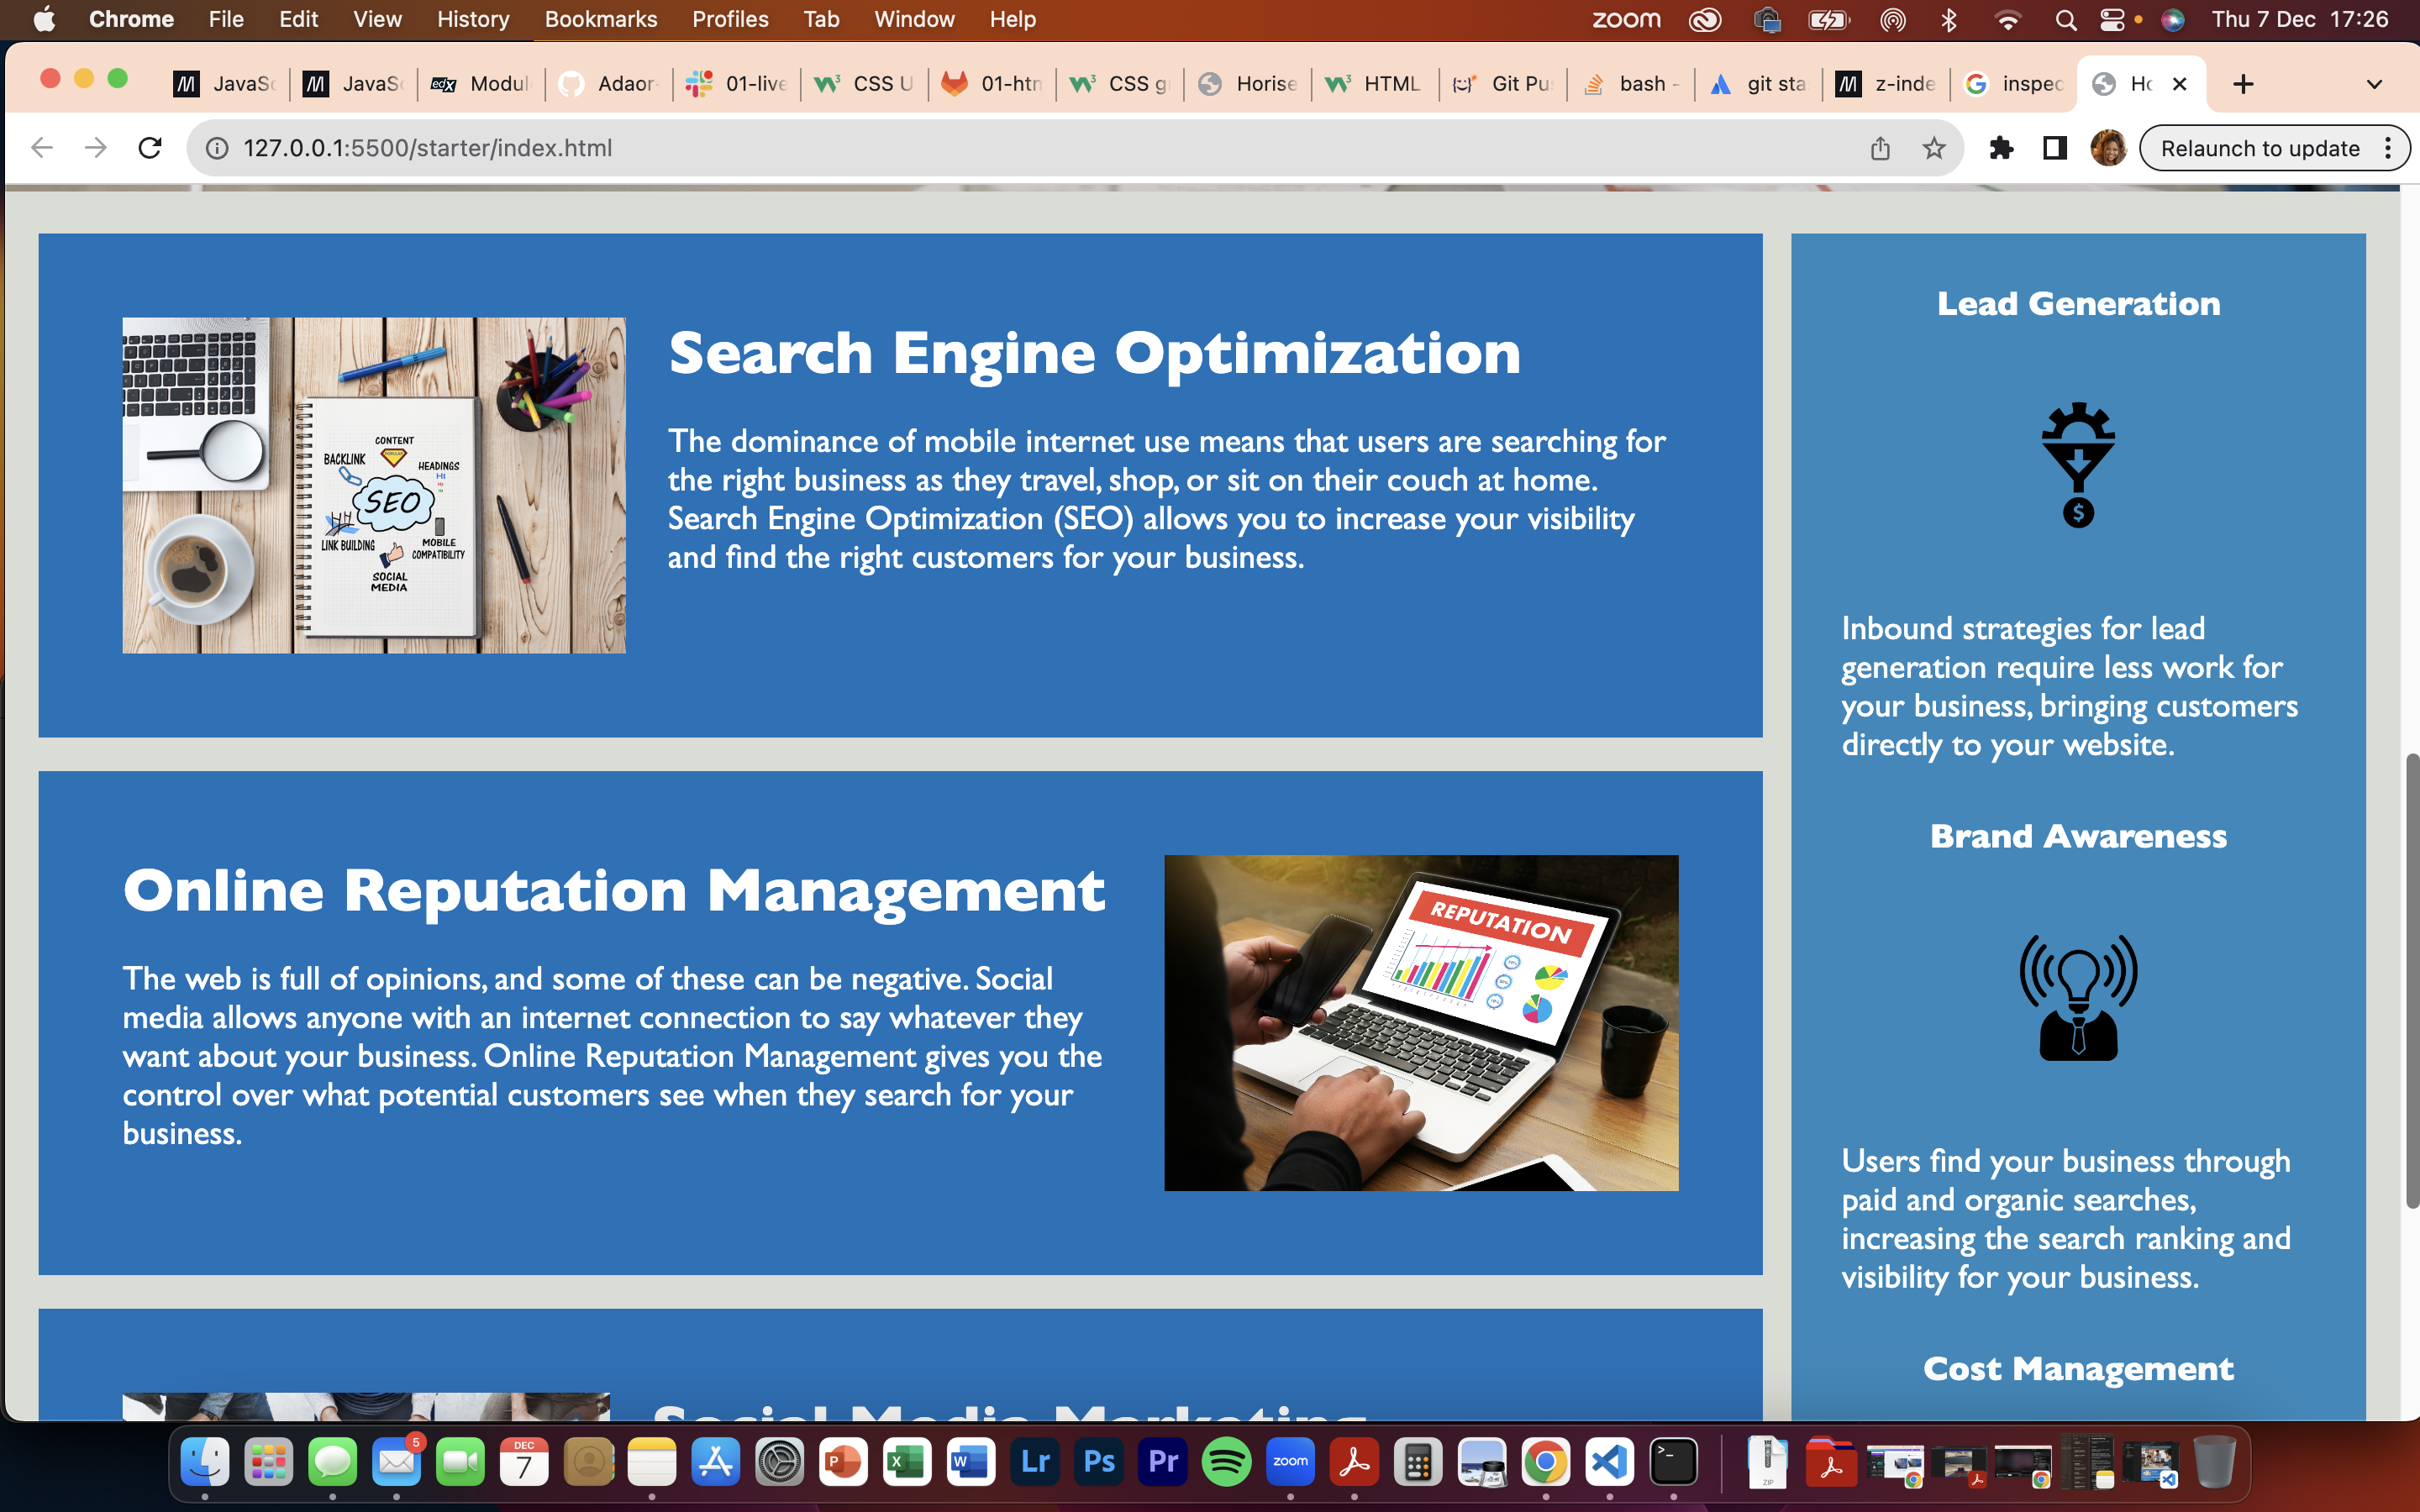 Chrome File Edit View History Bookmarks Profiles Tab Window Help zoom Thu 7 Dec 17:26
JavaSc JavaSc edX Modul Adaor- 01-live CSS U 01-htm CSS g Horise HTML Git Pu bash - git sta z-inde inspec Ho
127.0.0.1:5500/starter/index.html Relaunch to update
Search Engine Optimization
The dominance of mobile internet use means that users are searching for
the right business as they travel, shop, or sit on their couch at home.
Search Engine Optimization (SEO) allows you to increase your visibility
and find the right customers for your business.
CONTENT
BACKLINK
HEADINGS
SEO
LINK BUILDING
MOBILE
COMPATIBILITY
SOCIAL
MEDIA
Online Reputation Management
The web is full of opinions, and some of these can be negative. Social
media allows anyone with an internet connection to say whatever they
want about your business. Online Reputation Management gives you the
control over what potential customers see when they search for your
business.
REPUTATION
Social Media Marketing
Lead Generation
$
Inbound strategies for lead
generation require less work for
your business, bringing customers
directly to your website.
Brand Awareness
Users find your business through
paid and organic searches,
increasing the search ranking and
visibility for your business.
Cost Management
5 DEC 7 P X W Lr Ps Pr zoom >_ ZIP